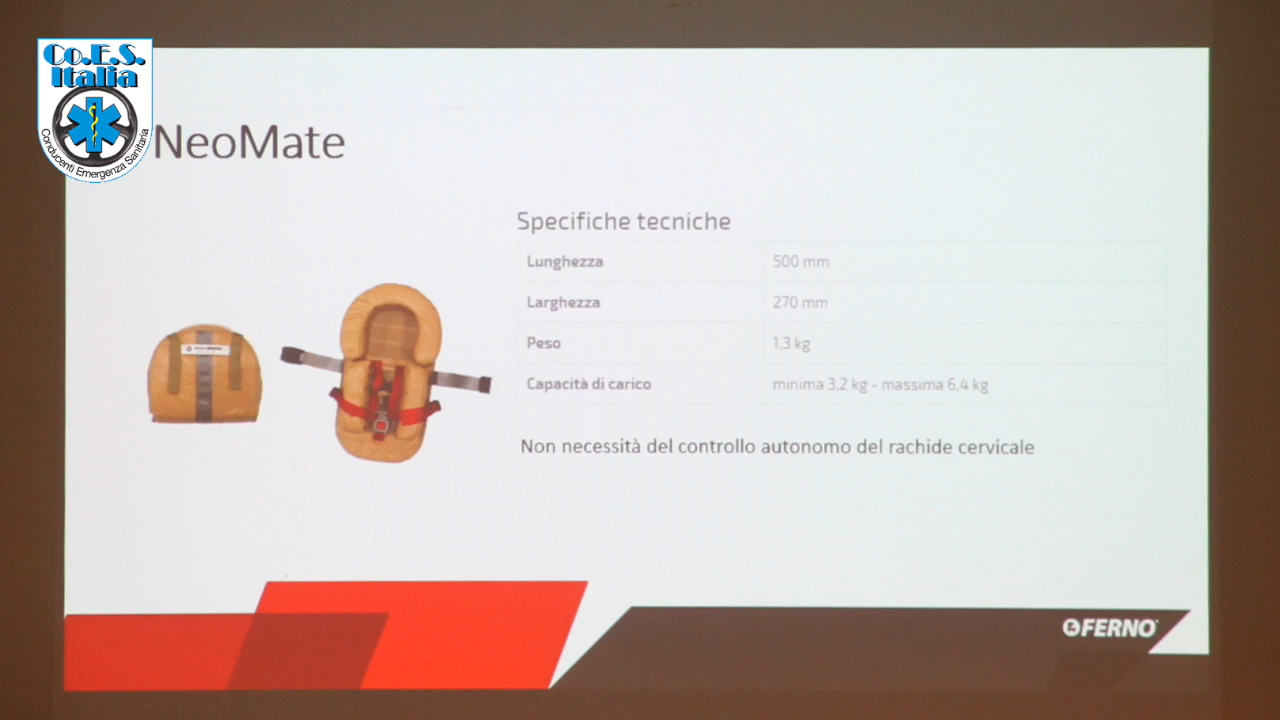 Co.E.S.
Italia
Conducenti Emergenza Sanitaria
NeoMate
Specifiche tecniche
Lunghezza 500 mm
Larghezza 270 mm
Peso 1,3 kg
Capacità di carico minima 3,2 kg - massima 6,4 kg
Non necessità del controllo autonomo del rachide cervicale
FERNO